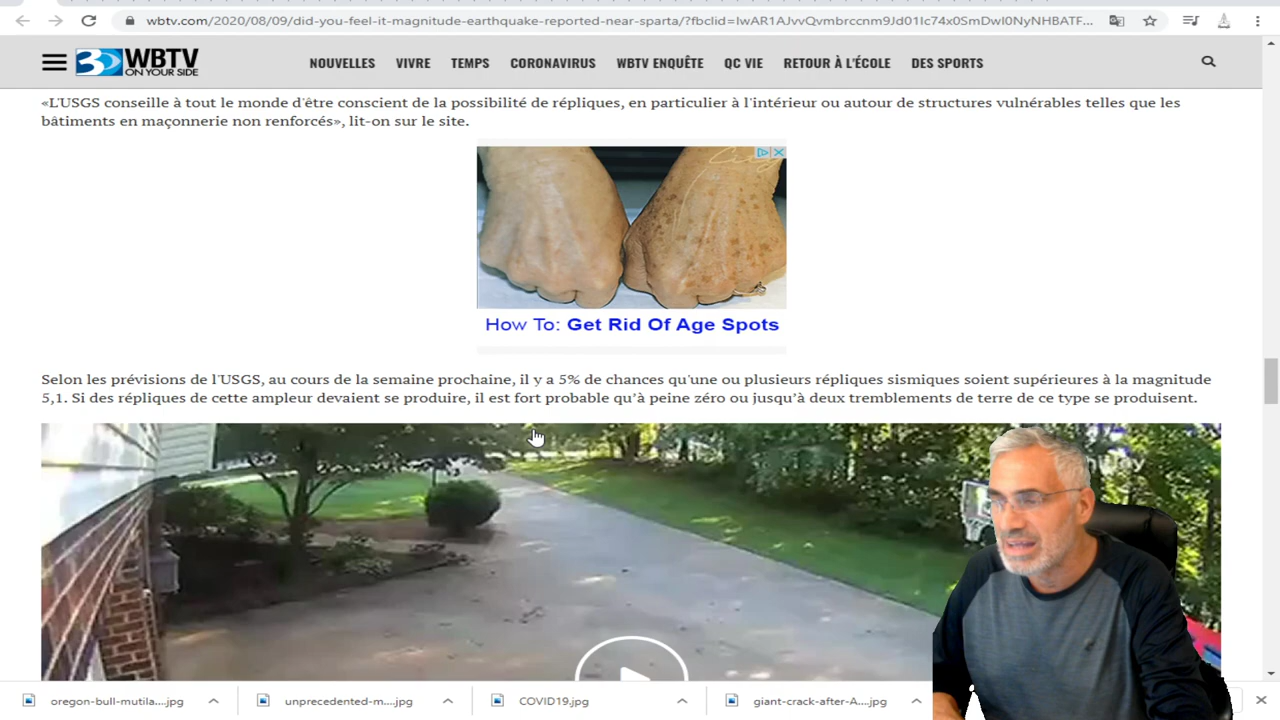 wbtv.com/2020/08/09/did-you-feel-it-magnitude-earthquake-reported-near-sparta/?fbclid=IwAR1AJvvQvmbrccnm9Jd01Ic74x0SmDwI0NyNHBATF...
3 WBTV
ON YOUR SIDE
NOUVELLES VIVRE TEMPS CORONAVIRUS WBTV ENQUÊTE QC VIE RETOUR À L'ÉCOLE DES SPORTS
«L'USGS conseille à tout le monde d'être conscient de la possibilité de répliques, en particulier à l'intérieur ou autour de structures vulnérables telles que les
bâtiments en maçonnerie non renforcés», lit-on sur le site.
How To: Get Rid Of Age Spots
Selon les prévisions de l'USGS, au cours de la semaine prochaine, il y a 5% de chances qu'une ou plusieurs répliques sismiques soient supérieures à la magnitude
5,1. Si des répliques de cette ampleur devaient se produire, il est fort probable qu'à peine zéro ou jusqu'à deux tremblements de terre de ce type se produisent.
oregon-bull-mutila....jpg unprecedented-m....jpg COVID19.jpg giant-crack-after-A....jpg